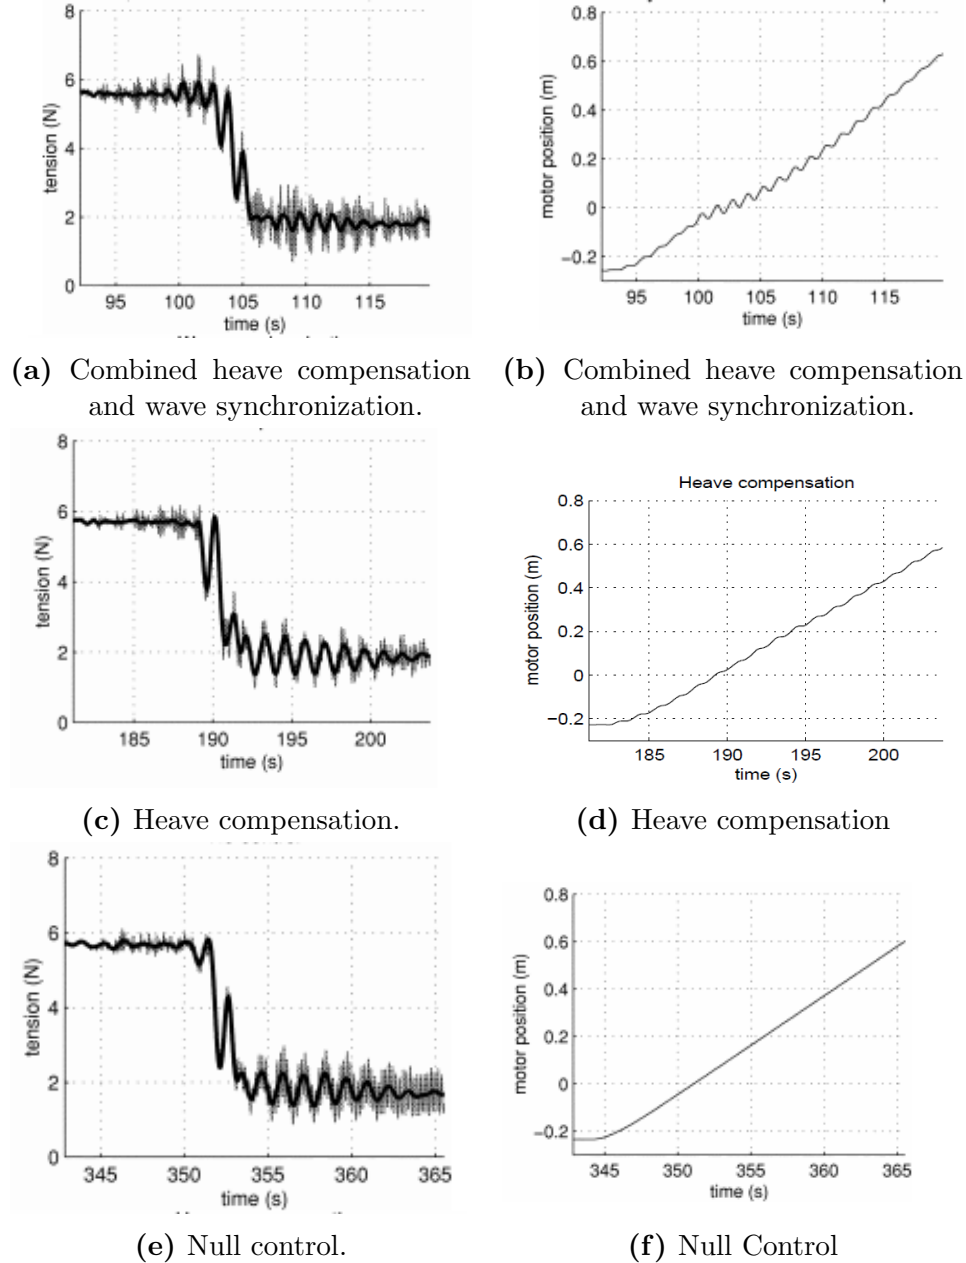 8
6
4
2
0
tension (N)
95 100 105 110 115
time (s)
0.8
0.6
0.4
0.2
0
−0.2
motor position (m)
95 100 105 110 115
time (s)
(a) Combined heave compensation
and wave synchronization.
(b) Combined heave compensation
and wave synchronization.
8
6
4
2
0
tension (N)
185 190 195 200
time (s)
Heave compensation
0.8
0.6
0.4
0.2
0
−0.2
motor position (m)
185 190 195 200
time (s)
(c) Heave compensation.
(d) Heave compensation
8
6
4
2
0
tension (N)
345 350 355 360 365
time (s)
0.8
0.6
0.4
0.2
0
−0.2
motor position (m)
345 350 355 360 365
time (s)
(e) Null control.
(f) Null Control